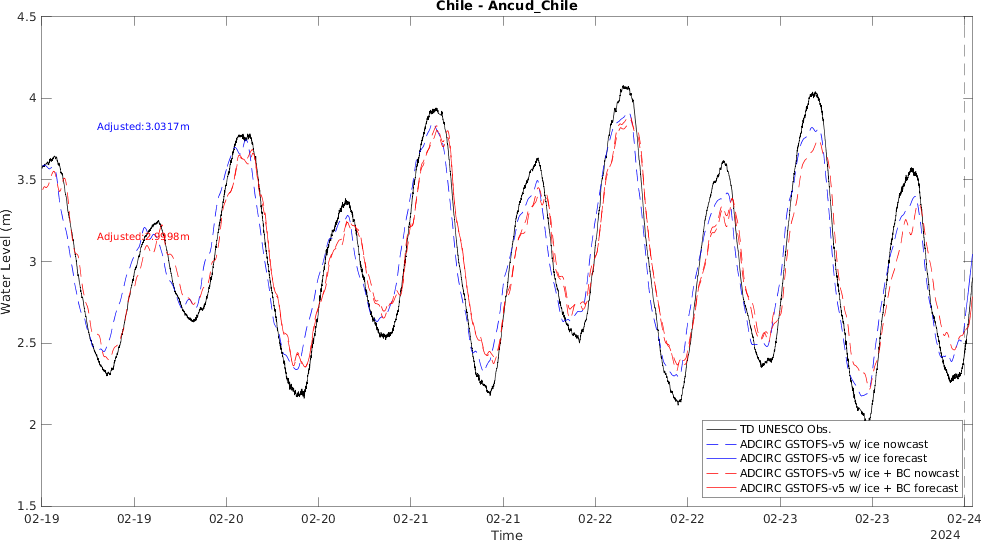 Chile - Ancud_Chile
4.5
4
3.5
3
2.5
2
1.5
Water Level (m)
Adjusted:3.0317m
Adjusted:2.9998m
TD UNESCO Obs.
ADCIRC GSTOFS-v5 w/ ice nowcast
ADCIRC GSTOFS-v5 w/ ice forecast
ADCIRC GSTOFS-v5 w/ ice + BC nowcast
ADCIRC GSTOFS-v5 w/ ice + BC forecast
02-19 02-19 02-20 02-20 02-21 02-21 02-22 02-22 02-23 02-23 02-24
Time
2024